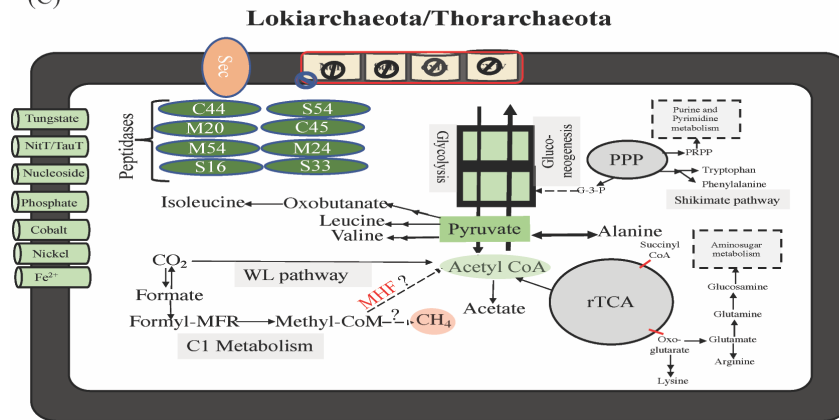 (C)
Lokiarchaeota/Thorarchaeota
Sec
Tungstate
NitT/TauT
Nucleoside
Phosphate
Cobalt
Nickel
Fe2+
Peptidases
C44
S54
M20
C45
M54
M24
S16
S33
Glycolysis
Gluco-
neogenesis
Purine and
Pyrimidine
metabolism
PPP
PRPP
Tryptophan
Phenylalanine
G-3-P
Shikimate pathway
Isoleucine
Oxobutanate
Leucine
Valine
Pyruvate
Alanine
CO2
WL pathway
Acetyl CoA
Succinyl
CoA
Aminosugar
metabolism
Formate
MHF ?
Acetate
rTCA
Glucosamine
Glutamine
Formyl-MFR
Methyl-CoM
?
CH4
C1 Metabolism
Oxo-
glutarate
Glutamate
Arginine
Lysine